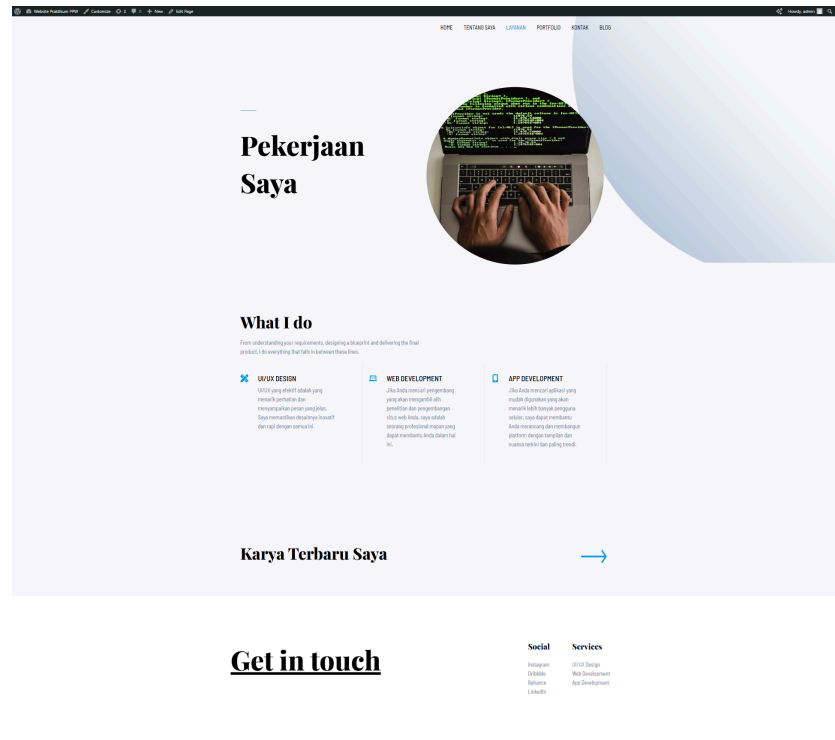 Website Praktikum PPW Customize 2 0 New Edit Page Howdy, admin
HOME TENTANG SAYA LAYANAN PORTFOLIO KONTAK BLOG
Pekerjaan
Saya
What I do
From understanding your requirements, designing a blueprint and delivering the final
product, I do everything that falls in between these lines.
UI/UX DESIGN
UI/UX yang efektif adalah yang
menarik perhatian dan
menyampaikan pesan yang jelas.
Saya memastikan desainnya inovatif
dan rapi dengan semua ini.
WEB DEVELOPMENT
Jika Anda mencari pengembang
yang akan mengambil alih
penelitian dan pengembangan
situs web Anda, saya adalah
seorang profesional mapan yang
dapat membantu Anda dalam hal
ini.
APP DEVELOPMENT
Jika Anda mencari aplikasi yang
mudah digunakan yang akan
menarik lebih banyak pengguna
seluler, saya dapat membantu
Anda merancang dan membangun
platform dengan tampilan dan
nuansa terkini dan paling trendi.
Karya Terbaru Saya
Get in touch
Social
Instagram
Dribbble
Behance
LinkedIn
Services
UI/UX Design
Web Development
App Development